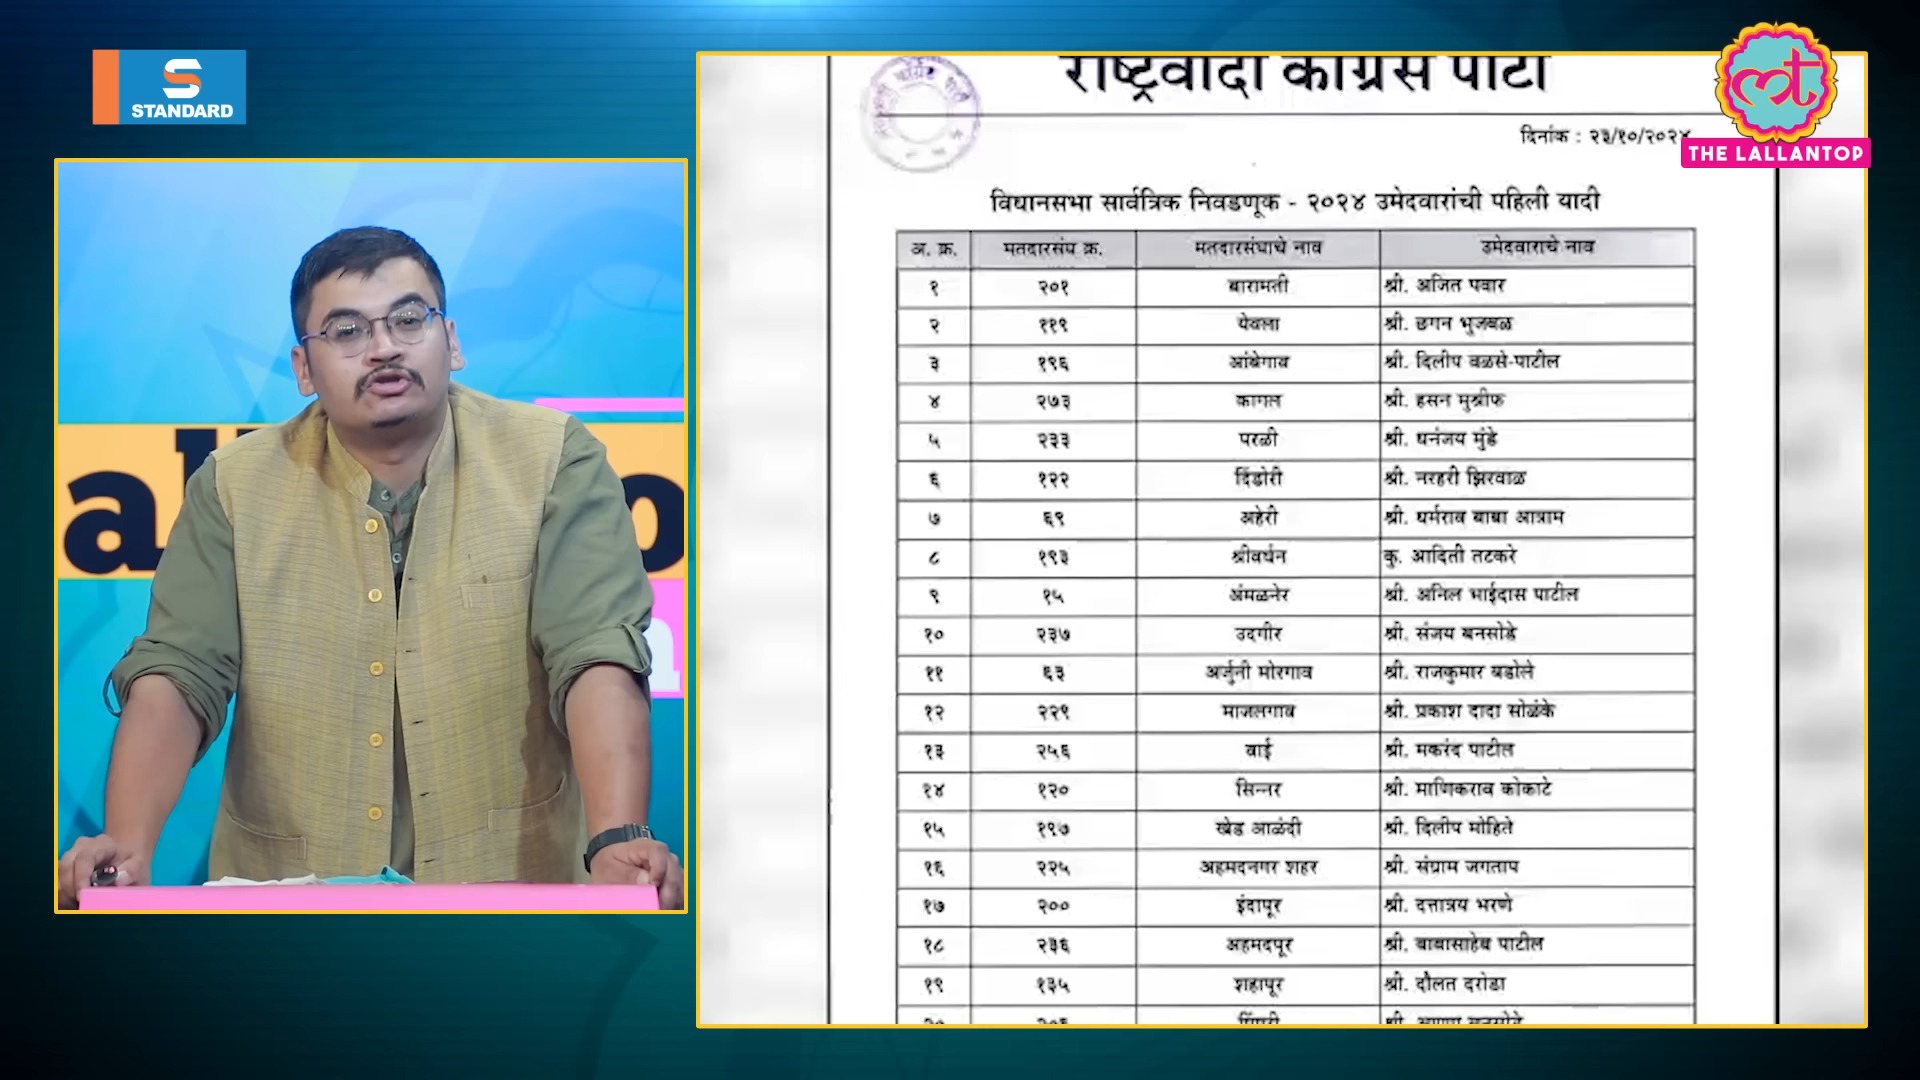 S
STANDARD
THE LALLANTOP
राष्ट्रवादी काँग्रेस पार्टी
दिनांक : २३/१०/२०२४
विधानसभा सार्वत्रिक निवडणूक - २०२४ उमेदवारांची पहिली यादी
अ. क्र. मतदारसंघ क्र. मतदारसंघाचे नाव उमेदवाराचे नाव
१ २०१ बारामती श्री. अजित पवार
२ ११९ येवला श्री. छगन भुजबळ
३ १९६ आंबेगाव श्री. दिलीप वळसे-पाटील
४ २७३ कागल श्री. हसन मुश्रीफ
५ २३३ परळी श्री. धनंजय मुंडे
६ १२२ दिंडोरी श्री. नरहरी झिरवाळ
७ ६९ अहेरी श्री. धर्मराव बाबा आत्राम
८ १९३ श्रीवर्धन कु. आदिती तटकरे
९ १५ अंमळनेर श्री. अनिल भाईदास पाटील
१० २३७ उदगीर श्री. संजय बनसोडे
११ ६३ अर्जुनी मोरगाव श्री. राजकुमार बडोले
१२ २२९ माजलगाव श्री. प्रकाश दादा सोळंके
१३ २५६ वाई श्री. मकरंद पाटील
१४ १२० सिन्नर श्री. माणिकराव कोकाटे
१५ १९७ खेड आळंदी श्री. दिलीप मोहिते
१६ २२५ अहमदनगर शहर श्री. संग्राम जगताप
१७ २०० इंदापूर श्री. दत्तात्रय भरणे
१८ २३६ अहमदपूर श्री. बाबासाहेब पाटील
१९ १३५ शहापूर श्री. दौलत दरोडा